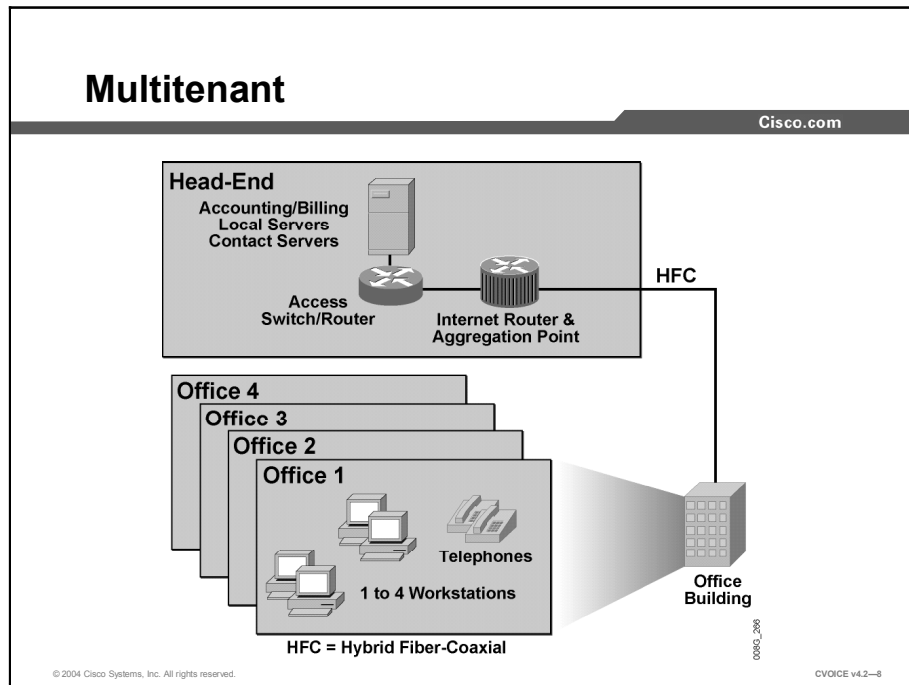 Multitenant
Cisco.com
Head-End
Accounting/Billing
Local Servers
Contact Servers
Access
Switch/Router
Internet Router &
Aggregation Point
HFC
Office 4
Office 3
Office 2
Office 1
Telephones
1 to 4 Workstations
Office
Building
HFC = Hybrid Fiber-Coaxial
008G_266
© 2004 Cisco Systems, Inc. All rights reserved.
CVOICE v4.2—8